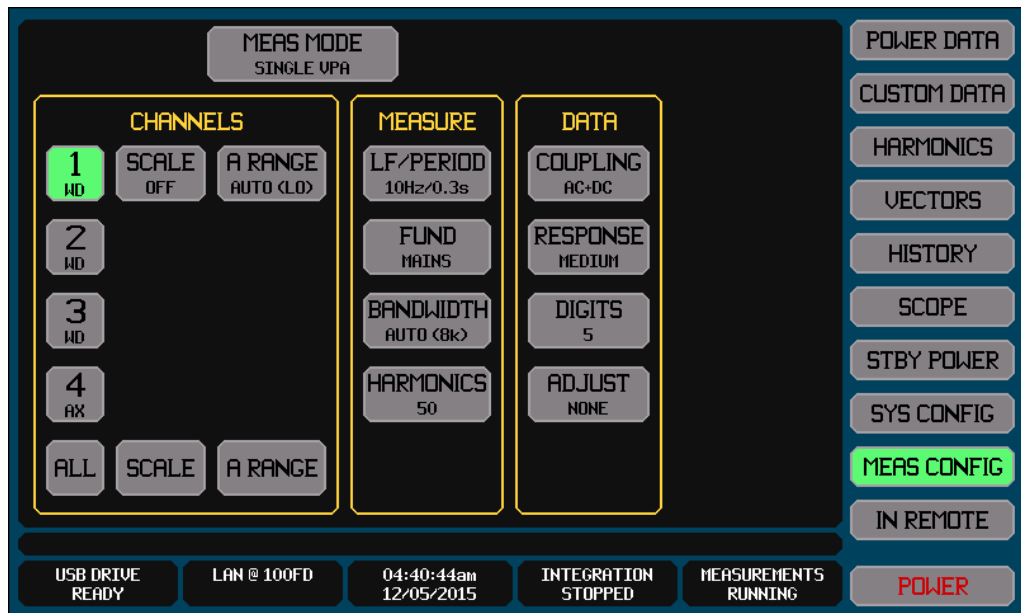 MEAS MODE
SINGLE VPA
CHANNELS
1
WD
SCALE
OFF
A RANGE
AUTO (LO)
2
WD
3
WD
4
AX
ALL
SCALE
A RANGE
MEASURE
LF/PERIOD
10Hz/0.3s
FUND
MAINS
BANDWIDTH
AUTO (8k)
HARMONICS
50
DATA
COUPLING
AC+DC
RESPONSE
MEDIUM
DIGITS
5
ADJUST
NONE
POWER DATA
CUSTOM DATA
HARMONICS
VECTORS
HISTORY
SCOPE
STBY POWER
SYS CONFIG
MEAS CONFIG
IN REMOTE
POWER
USB DRIVE
READY
LAN @ 100FD
04:40:44am
12/05/2015
INTEGRATION
STOPPED
MEASUREMENTS
RUNNING